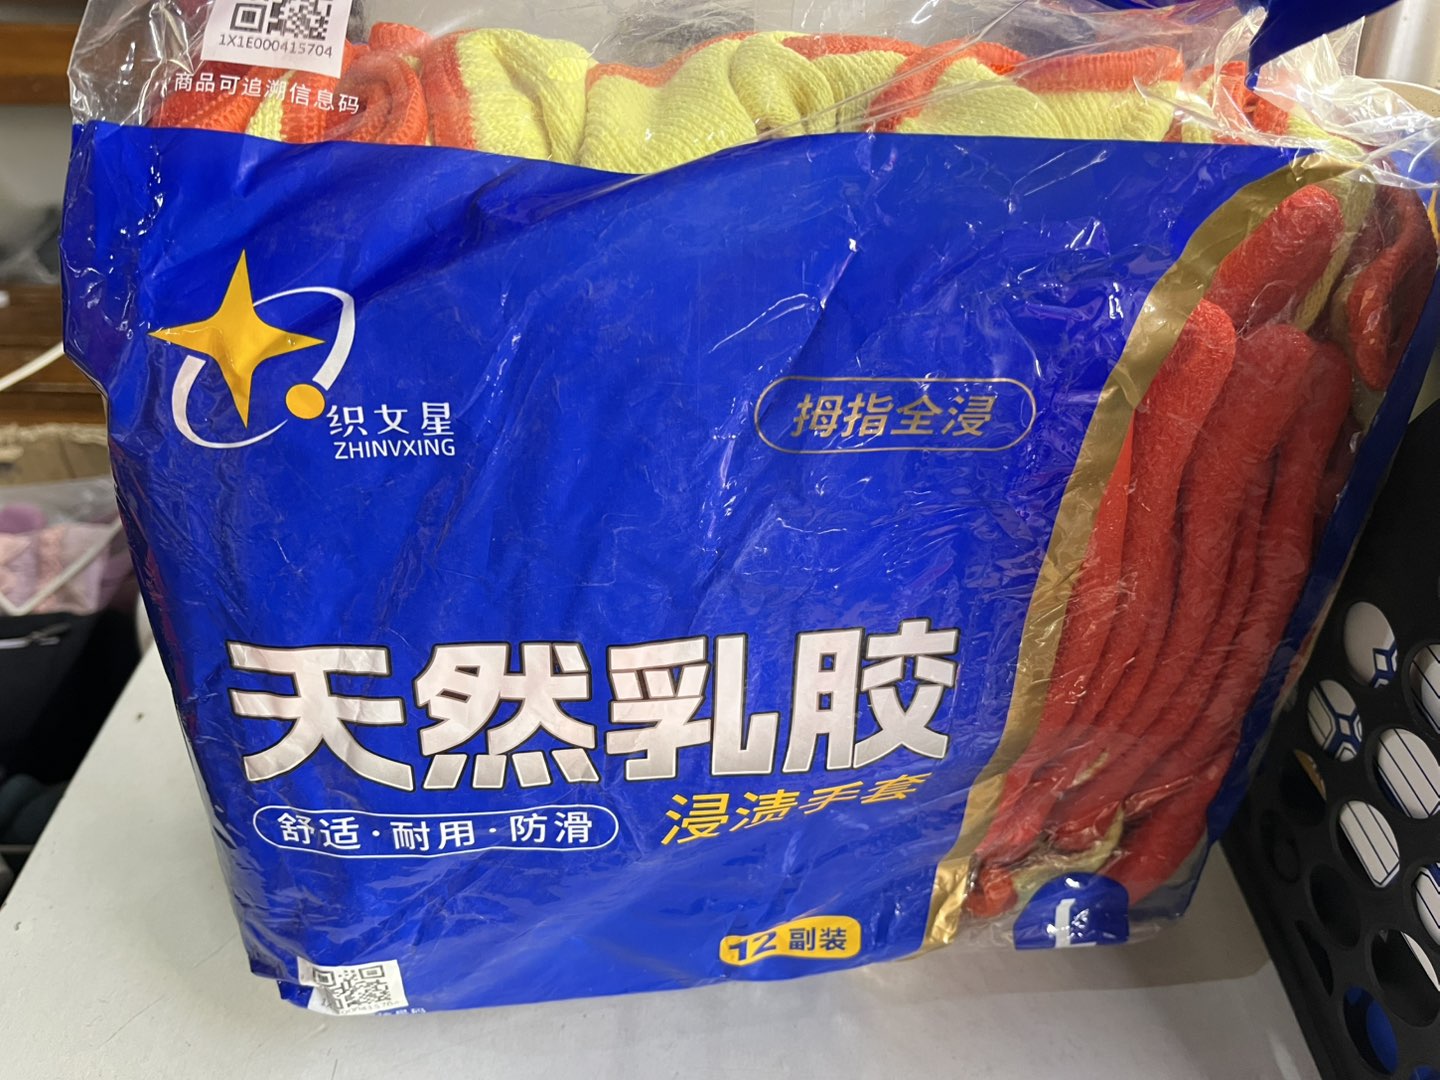 1X1E000415704
商品可追溯信息码
织女星
ZHINVXING
拇指全浸
天然乳胶
舒适·耐用·防滑
浸渍手套
12副装